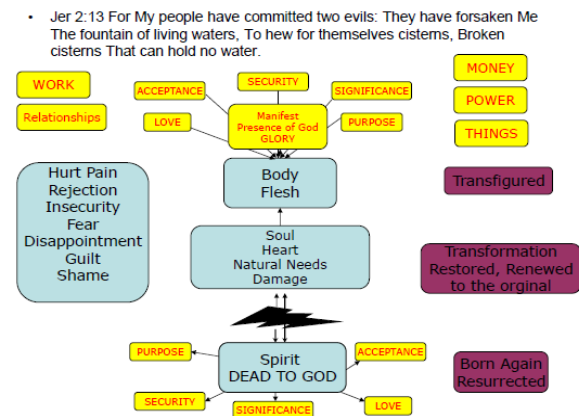 • Jer 2:13 For My people have committed two evils: They have forsaken Me
The fountain of living waters, To hew for themselves cisterns, Broken
cisterns That can hold no water.
WORK
Relationships
ACCEPTANCE
SECURITY
SIGNIFICANCE
LOVE
Manifest
Presence of God
GLORY
PURPOSE
MONEY
POWER
THINGS
Hurt Pain
Rejection
Insecurity
Fear
Disappointment
Guilt
Shame
Body
Flesh
Transfigured
Soul
Heart
Natural Needs
Damage
Transformation
Restored, Renewed
to the orginal
PURPOSE
Spirit
DEAD TO GOD
ACCEPTANCE
SECURITY
SIGNIFICANCE
LOVE
Born Again
Resurrected